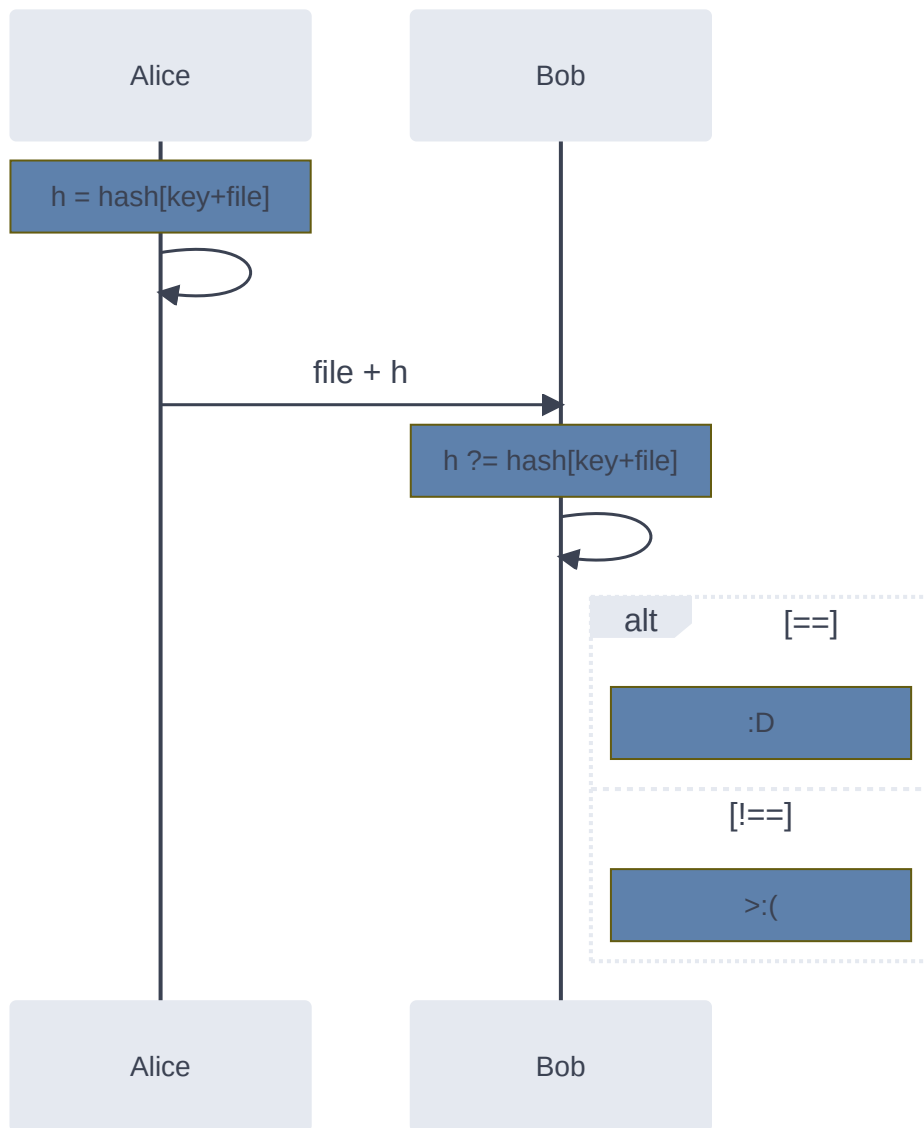 Alice
Bob
h = hash[key+file]
file + h
h ?= hash[key+file]
alt
[==]
:D
[!==]
>:(
Alice
Bob